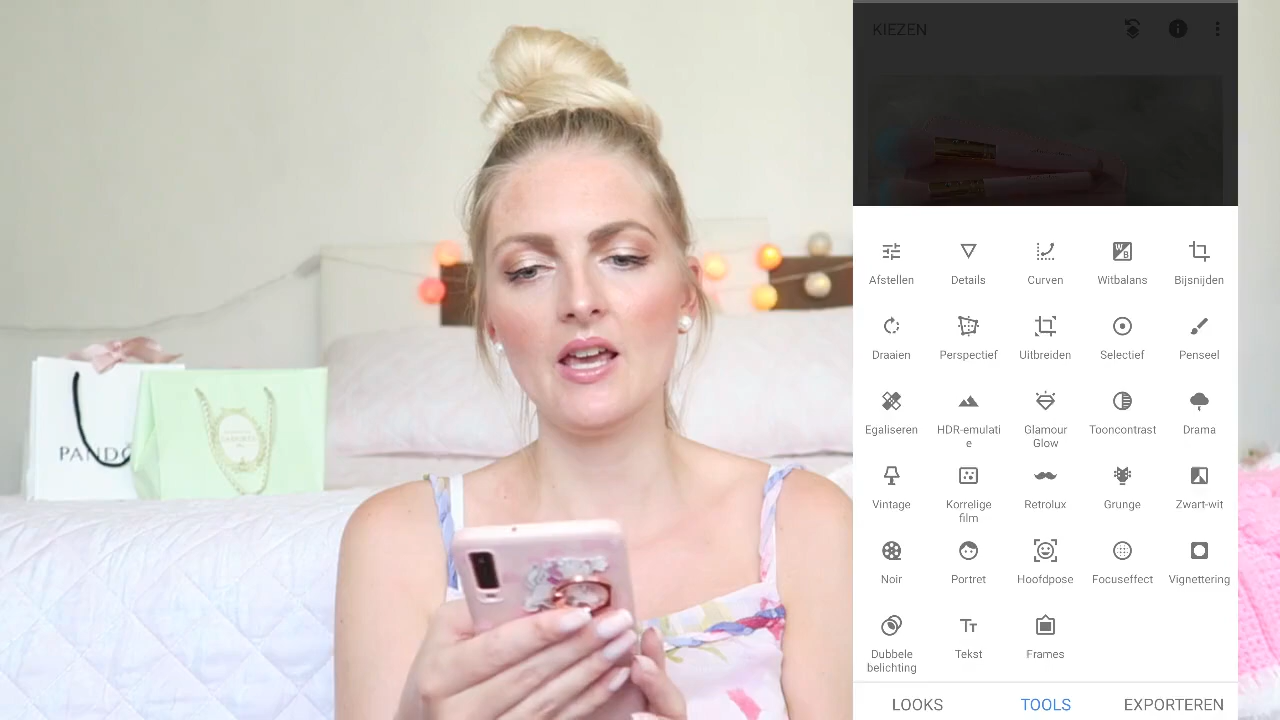 KIEZEN
Afstellen
Details
Curven
Witbalans
Bijsnijden
Draaien
Perspectief
Uitbreiden
Selectief
Penseel
Egaliseren
HDR-emulati
e
Glamour
Glow
Tooncontrast
Drama
Vintage
Korrelige
film
Retrolux
Grunge
Zwart-wit
Noir
Portret
Hoofdpose
Focuseffect
Vignettering
Dubbele
belichting
Tekst
Frames
LOOKS
TOOLS
EXPORTEREN
PANDO